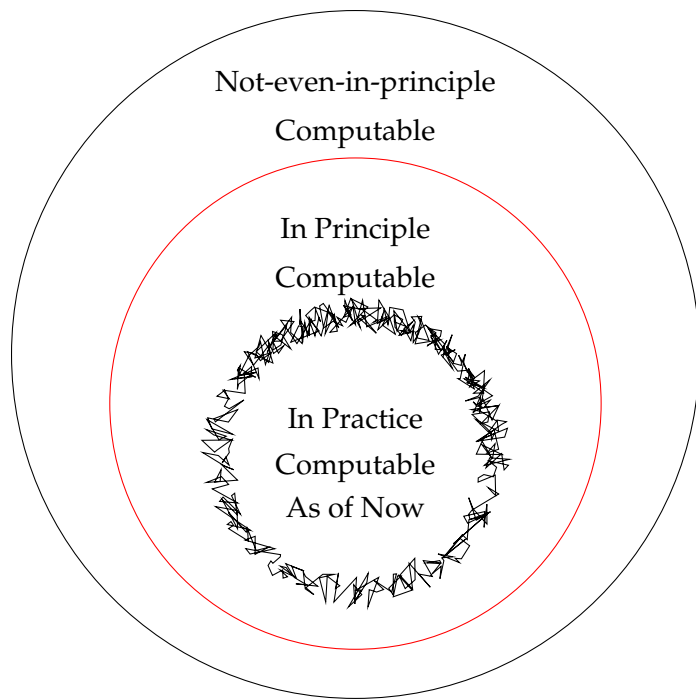 Not-even-in-principle
Computable
In Principle
Computable
In Practice
Computable
As of Now